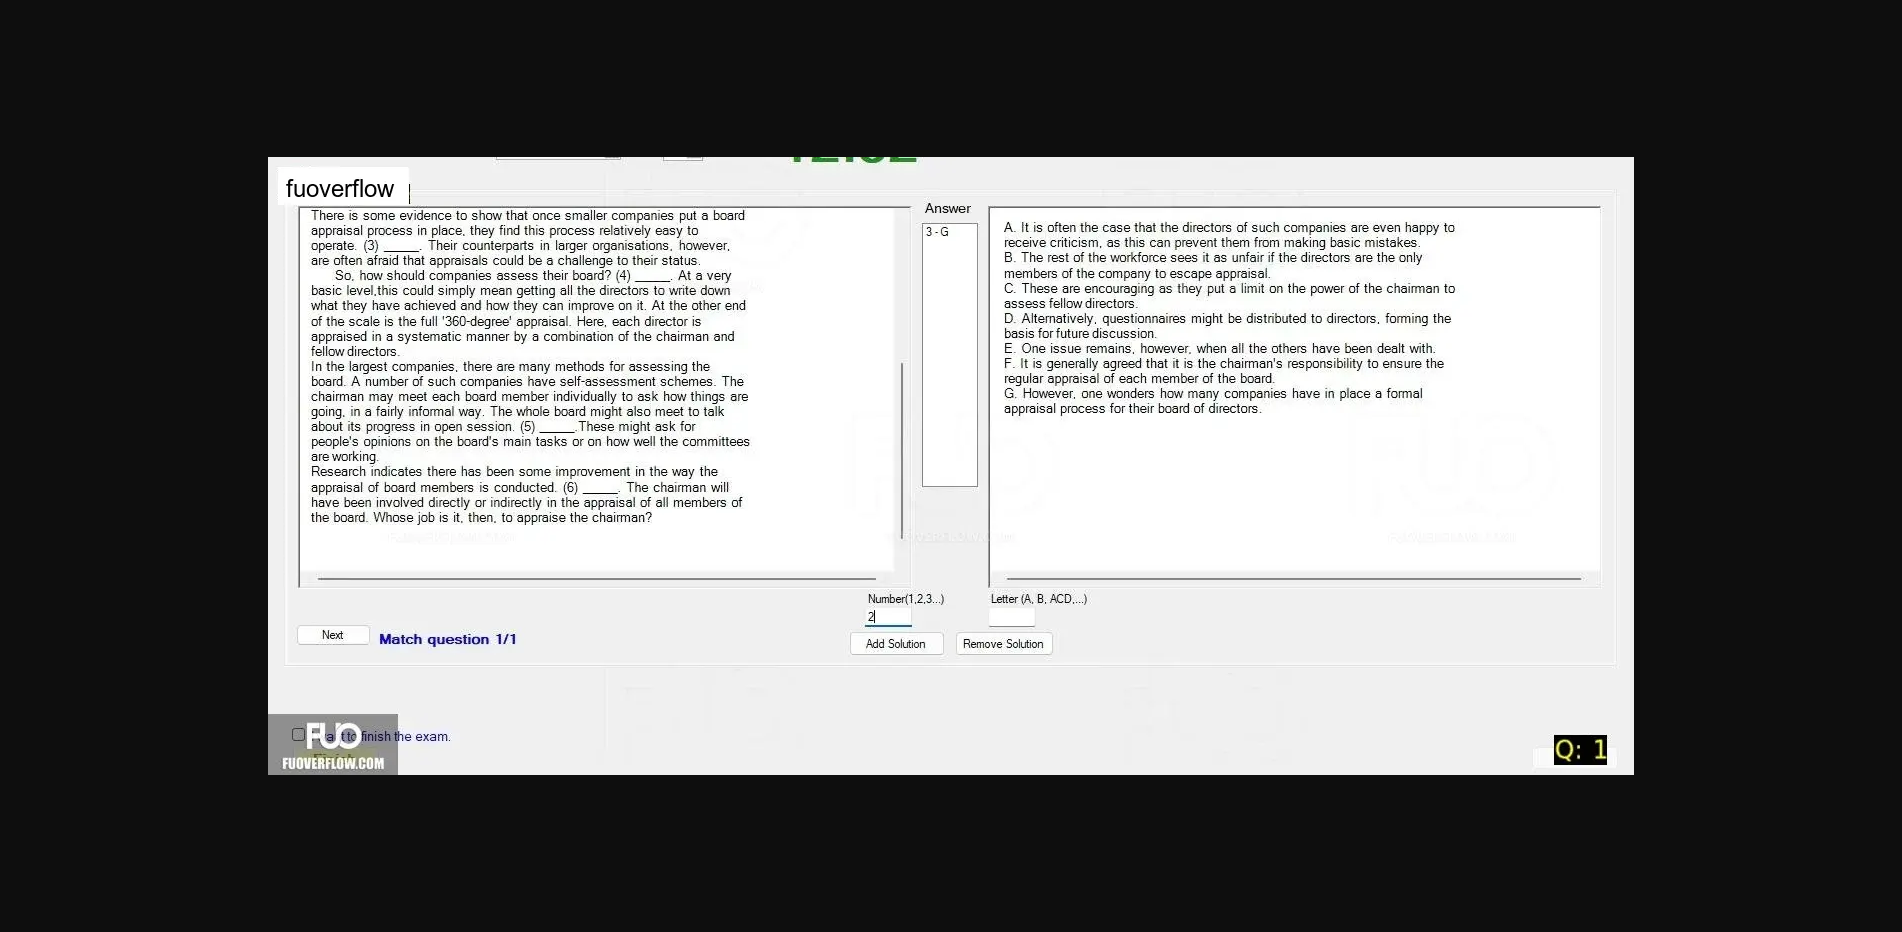 fuoverflow
There is some evidence to show that once smaller companies put a board
appraisal process in place, they find this process relatively easy to
operate. (3) _____. Their counterparts in larger organisations, however,
are often afraid that appraisals could be a challenge to their status.
So, how should companies assess their board? (4) _____. At a very
basic level,this could simply mean getting all the directors to write down
what they have achieved and how they can improve on it. At the other end
of the scale is the full '360-degree' appraisal. Here, each director is
appraised in a systematic manner by a combination of the chairman and
fellow directors.
In the largest companies, there are many methods for assessing the
board. A number of such companies have self-assessment schemes. The
chairman may meet each board member individually to ask how things are
going, in a fairly informal way. The whole board might also meet to talk
about its progress in open session. (5) _____.These might ask for
people's opinions on the board's main tasks or on how well the committees
are working.
Research indicates there has been some improvement in the way the
appraisal of board members is conducted. (6) _____. The chairman will
have been involved directly or indirectly in the appraisal of all members of
the board. Whose job is it, then, to appraise the chairman?
Answer
3 - G
A. It is often the case that the directors of such companies are even happy to
receive criticism, as this can prevent them from making basic mistakes.
B. The rest of the workforce sees it as unfair if the directors are the only
members of the company to escape appraisal.
C. These are encouraging as they put a limit on the power of the chairman to
assess fellow directors.
D. Alternatively, questionnaires might be distributed to directors, forming the
basis for future discussion.
E. One issue remains, however, when all the others have been dealt with.
F. It is generally agreed that it is the chairman's responsibility to ensure the
regular appraisal of each member of the board.
G. However, one wonders how many companies have in place a formal
appraisal process for their board of directors.
Number(1,2,3...)
Letter (A, B, ACD,...)
2
Next
Match question 1/1
Add Solution
Remove Solution
finish the exam.
FUO
FUOVERFLOW.COM
Q: 1